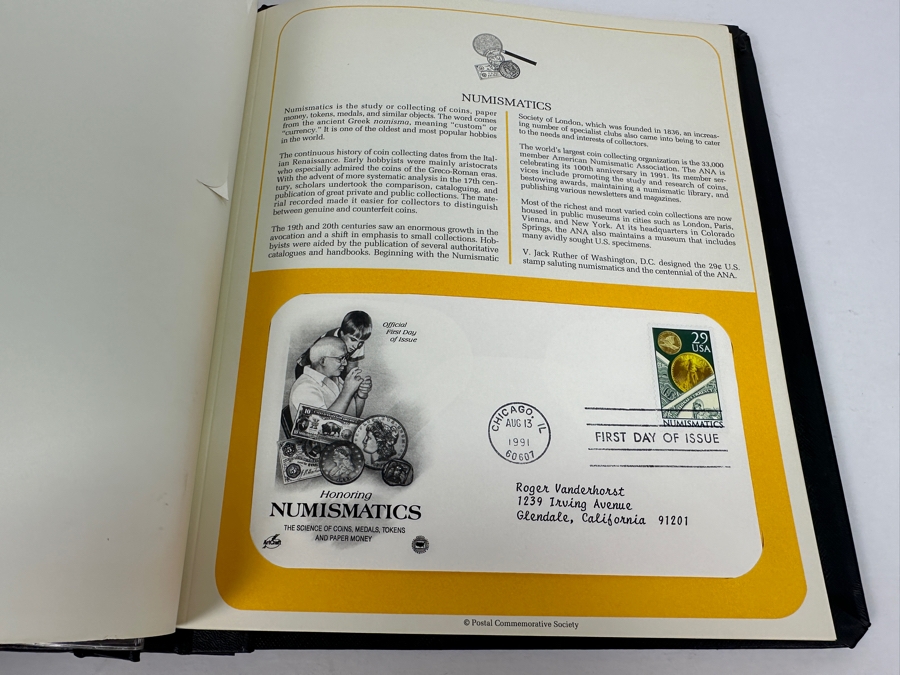 NUMISMATICS
Numismatics is the study or collecting of coins, paper
money, tokens, medals, and similar objects. The word comes
from the ancient Greek nomisma, meaning "custom" or
"currency." It is one of the oldest and most popular hobbies
in the world.
The continuous history of coin collecting dates from the Ital-
ian Renaissance. Early hobbyists were mainly aristocrats
who especially admired the coins of the Greco-Roman eras.
With the advent of more systematic analysis in the 17th cen-
tury, scholars undertook the comparison, cataloguing, and
publication of great private and public collections. The mate-
rial recorded made it easier for collectors to distinguish
between genuine and counterfeit coins.
The 19th and 20th centuries saw an enormous growth in the
avocation and a shift in emphasis to small collections. Hob-
byists were aided by the publication of several authoritative
catalogues and handbooks. Beginning with the Numismatic
Society of London, which was founded in 1836, an increas-
ing number of specialist clubs also came into being to cater
to the needs and interests of collectors.
The world's largest coin collecting organization is the 33,000
member American Numismatic Association. The ANA is
celebrating its 100th anniversary in 1991. Its member ser-
vices include promoting the study and research of coins,
bestowing awards, maintaining a numismatic library, and
publishing various newsletters and magazines.
Most of the richest and most varied coin collections are now
housed in public museums in cities such as London, Paris,
Vienna, and New York. At its headquarters in Colorado
Springs, the ANA also maintains a museum that includes
many avidly sought U.S. specimens.
V. Jack Ruther of Washington, D.C. designed the 29¢ U.S.
stamp saluting numismatics and the centennial of the ANA.
Official
First Day
of Issue
29
USA
NUMISMATICS
CHICAGO, IL
AUG 13
1991
60607
FIRST DAY OF ISSUE
Roger Vanderhorst
1239 Irving Avenue
Glendale, California 91201
Honoring
NUMISMATICS
THE SCIENCE OF COINS, MEDALS, TOKENS
AND PAPER MONEY
ArtCraft
© Postal Commemorative Society